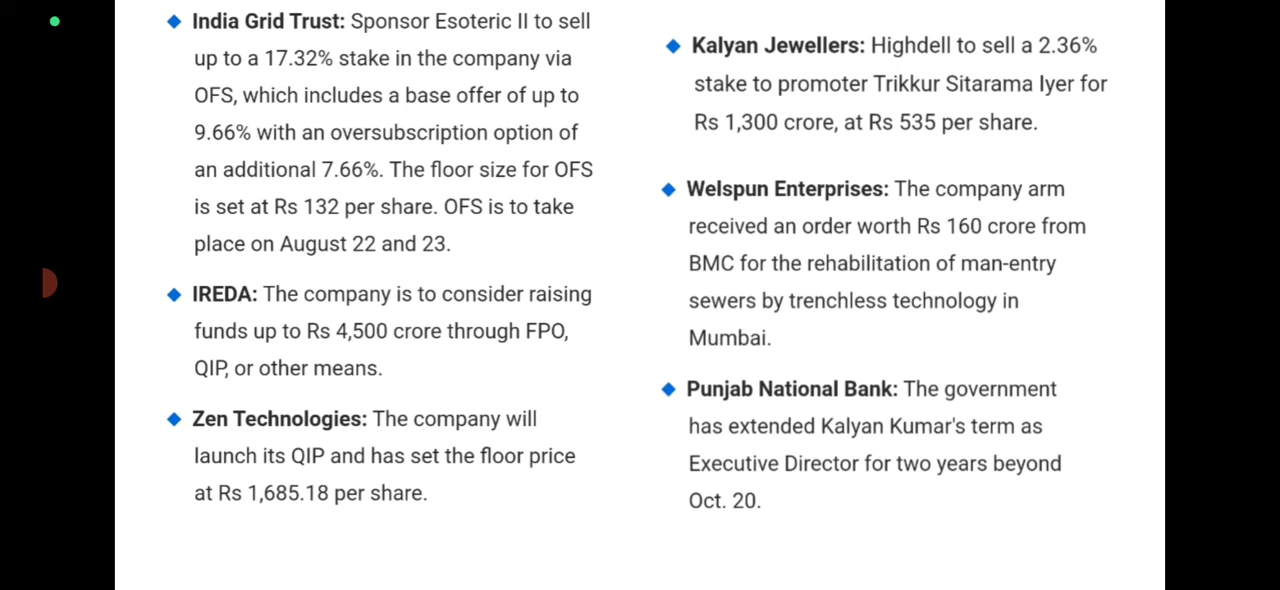 India Grid Trust: Sponsor Esoteric II to sell
up to a 17.32% stake in the company via
OFS, which includes a base offer of up to
9.66% with an oversubscription option of
an additional 7.66%. The floor size for OFS
is set at Rs 132 per share. OFS is to take
place on August 22 and 23.
IREDA: The company is to consider raising
funds up to Rs 4,500 crore through FPO,
QIP, or other means.
Zen Technologies: The company will
launch its QIP and has set the floor price
at Rs 1,685.18 per share.
Kalyan Jewellers: Highdell to sell a 2.36%
stake to promoter Trikkur Sitarama Iyer for
Rs 1,300 crore, at Rs 535 per share.
Welspun Enterprises: The company arm
received an order worth Rs 160 crore from
BMC for the rehabilitation of man-entry
sewers by trenchless technology in
Mumbai.
Punjab National Bank: The government
has extended Kalyan Kumar's term as
Executive Director for two years beyond
Oct. 20.